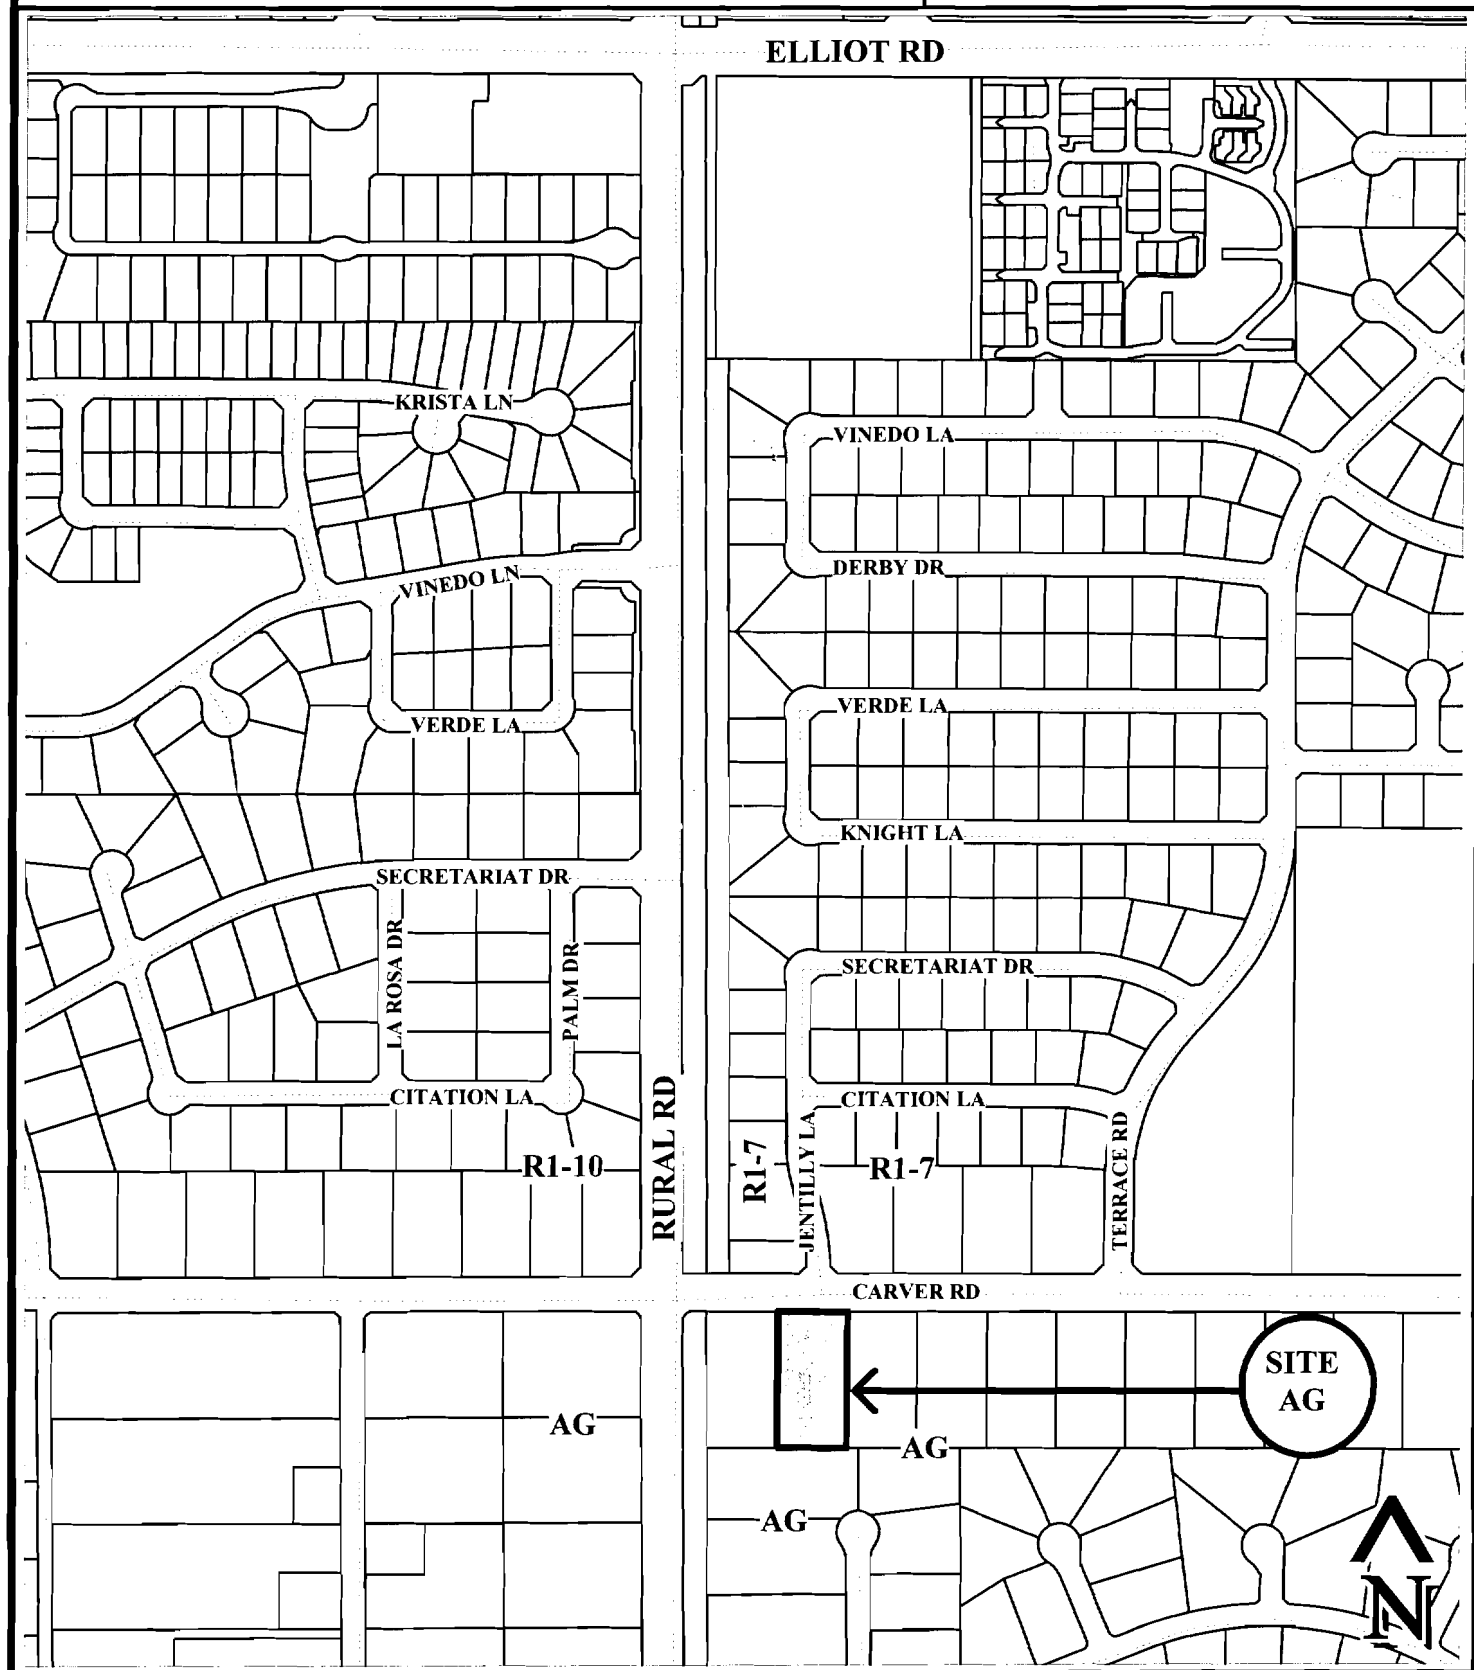 ELLIOT RD
KRISTA LN
VINEDO LA
VINEDO LN
DERBY DR
VERDE LA
VERDE LA
KNIGHT LA
SECRETARIAT DR
LA ROSA DR
PALM DR
SECRETARIAT DR
CITATION LA
CITATION LA
RURAL RD
R1-10
R1-7
JENTILLY LA
R1-7
TERRACE RD
CARVER RD
SITE
AG
AG
AG
AG
N